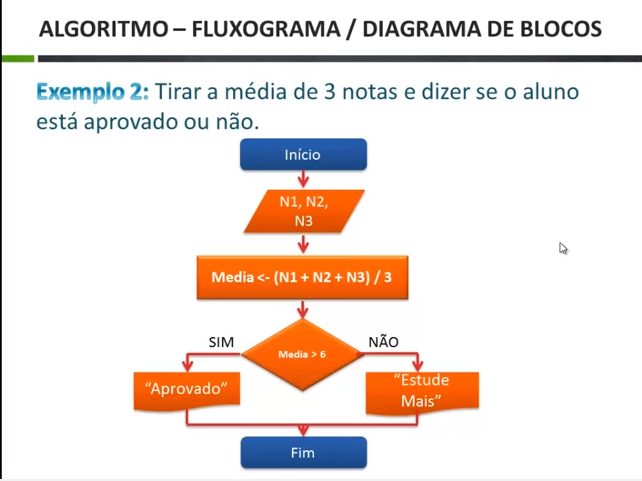 ALGORITMO – FLUXOGRAMA / DIAGRAMA DE BLOCOS
Exemplo 2: Tirar a média de 3 notas e dizer se o aluno
está aprovado ou não.
Início
N1, N2,
N3
Media <- (N1 + N2 + N3) / 3
SIM
Media > 6
NÃO
“Aprovado”
“Estude
Mais”
Fim